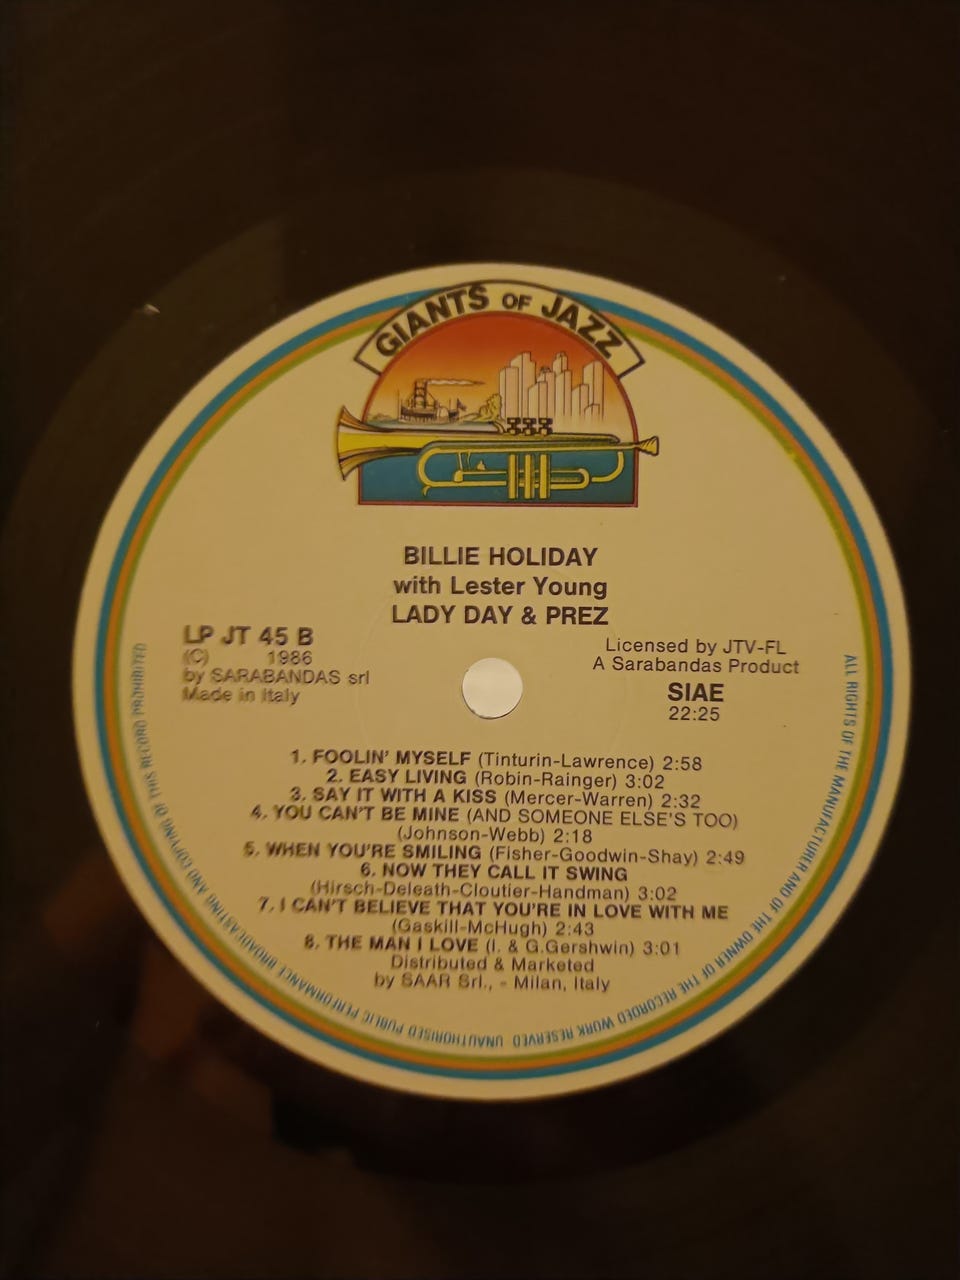 GIANTS OF JAZZ
BILLIE HOLIDAY
with Lester Young
LADY DAY & PREZ
LP JT 45 B
(C) 1986
by SARABANDAS srl
Made in Italy
Licensed by JTV-FL
A Sarabandas Product
SIAE
22:25
1. FOOLIN' MYSELF (Tinturin-Lawrence) 2:58
2. EASY LIVING (Robin-Rainger) 3:02
3. SAY IT WITH A KISS (Mercer-Warren) 2:32
4. YOU CAN'T BE MINE (AND SOMEONE ELSE'S TOO)
(Johnson-Webb) 2:18
5. WHEN YOU'RE SMILING (Fisher-Goodwin-Shay) 2:49
6. NOW THEY CALL IT SWING
(Hirsch-Deleath-Cloutier-Handman) 3:02
7. I CAN'T BELIEVE THAT YOU'RE IN LOVE WITH ME
(Gaskill-McHugh) 2:43
8. THE MAN I LOVE (I. & G.Gershwin) 3:01
Distributed & Marketed
by SAAR Srl., - Milan, Italy
ALL RIGHTS OF THE MANUFACTURER AND OF THE OWNER OF THE RECORDED WORK RESERVED UNAUTHORISED PUBLIC PERFORMANCE BROADCASTING AND COPYING OF THIS RECORD PROHIBITED